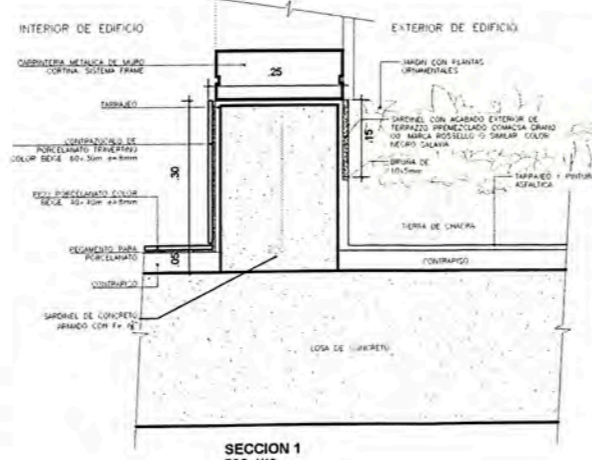 INTERIOR DE EDIFICIO
EXTERIOR DE EDIFICIO
CARPINTERIA METALICA DE MURO
CORTINA. SISTEMA FRAME
.25
JARDIN CON PLANTAS
ORNAMENTALES
TARRAJEO
SARDINEL CON ACABADO EXTERIOR DE
TERRAZO PREMEZCLADO COMACSA GRANO
MARCA ROSSELLO O SIMILAR COLOR
NEGRO SALAVIA
.15
CONTRAZOCALO DE
PORCELANATO TRAVERTINO
COLOR BEIGE 60x30m e=8mm
.30
BRUÑA DE
10x5mm
TARRAJEO Y PINTURA
ASFALTICA
PISO PORCELANATO COLOR
BEIGE e=8mm
TIERRA DE CHACRA
PEGAMENTO PARA
PORCELANATO
.05
CONTRAPISO
CONTRAPISO
SARDINEL DE CONCRETO
ARMADO CON
LOSA DE CONCRETO
SECCION 1